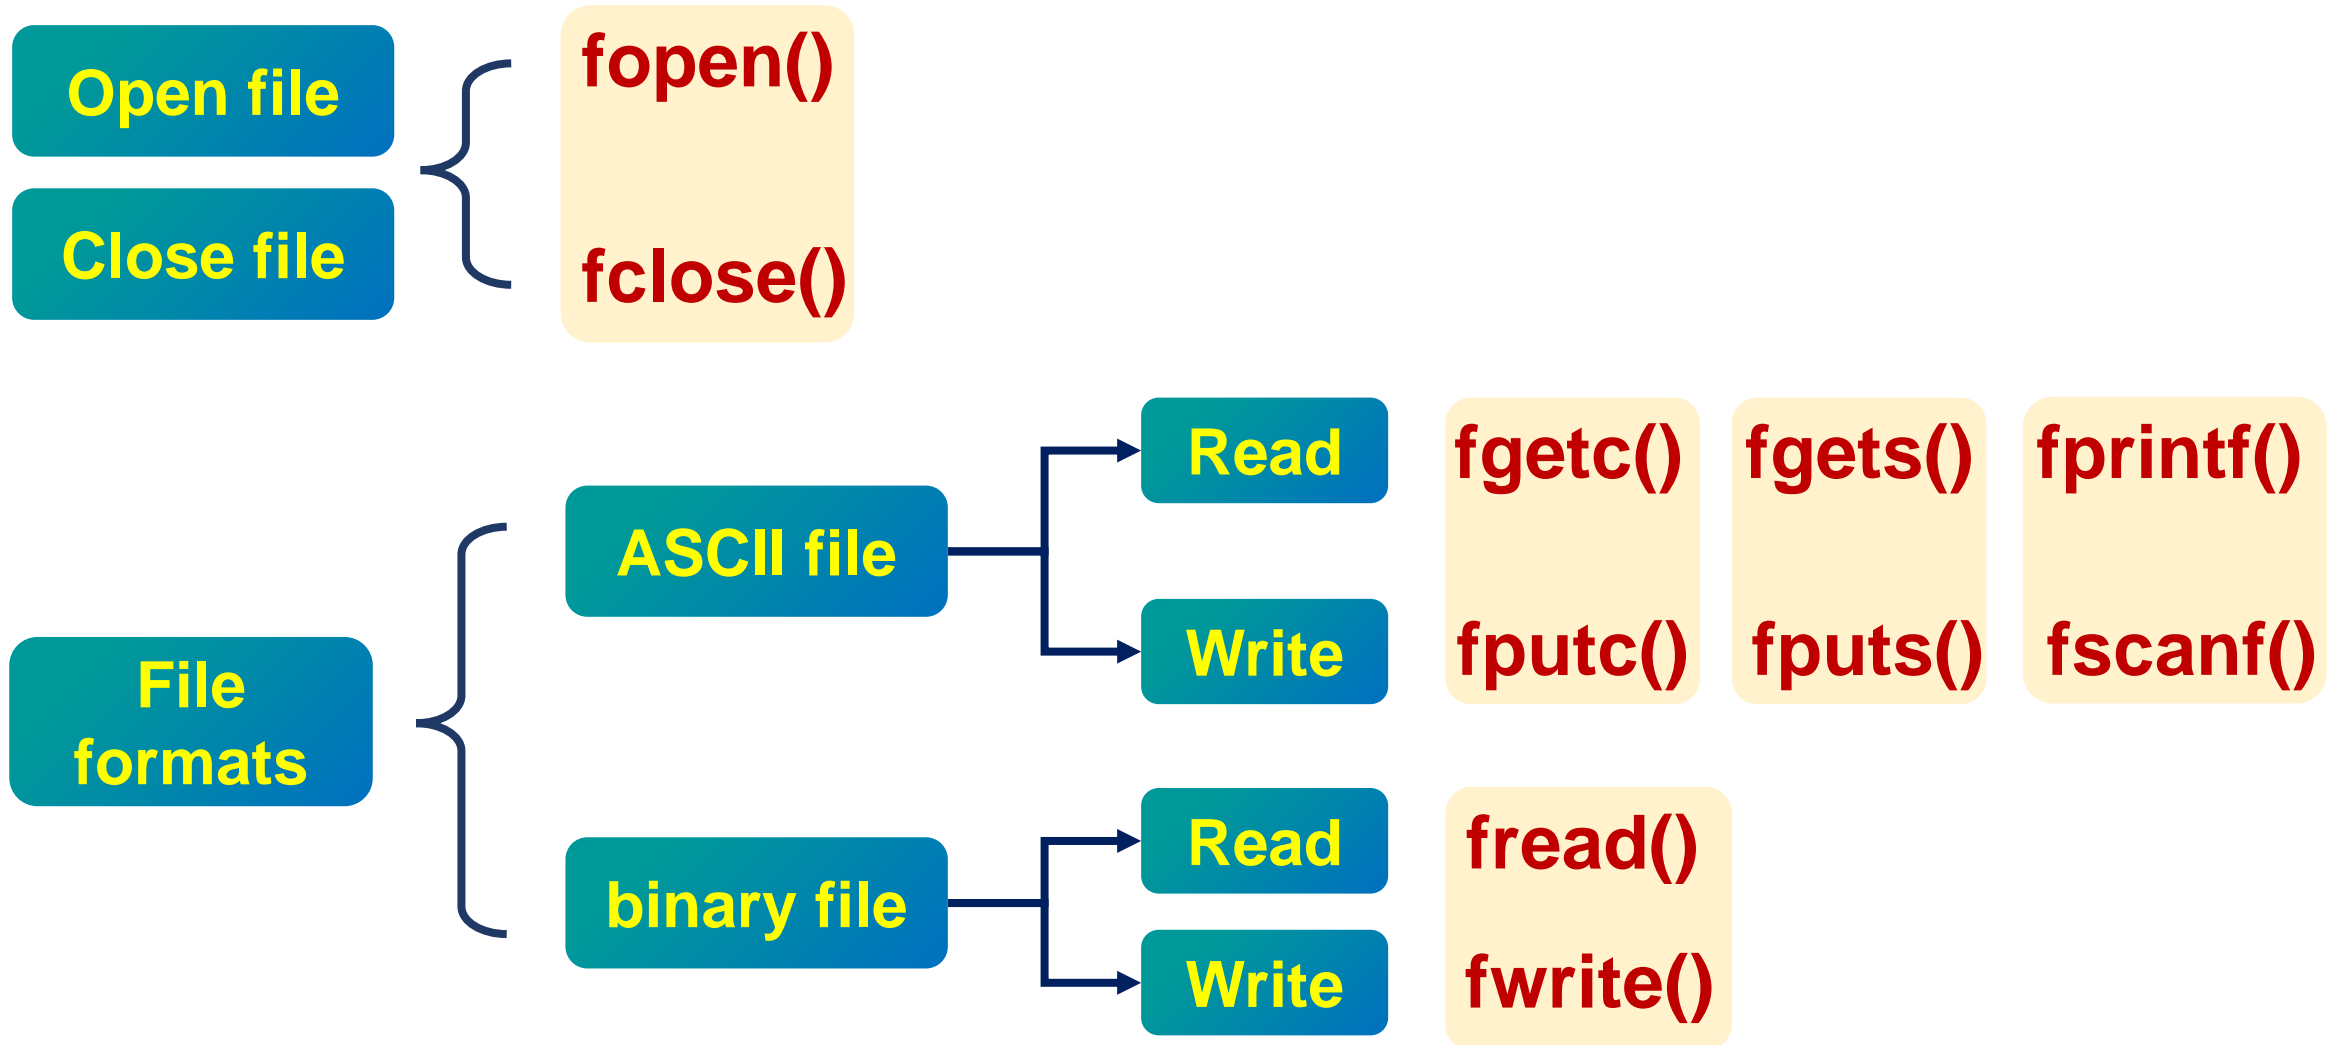 Open file
Close file
fopen()
fclose()
File
formats
ASCII file
Read
fgetc()
fgets()
fprintf()
Write
fputc()
fputs()
fscanf()
binary file
Read
fread()
Write
fwrite()